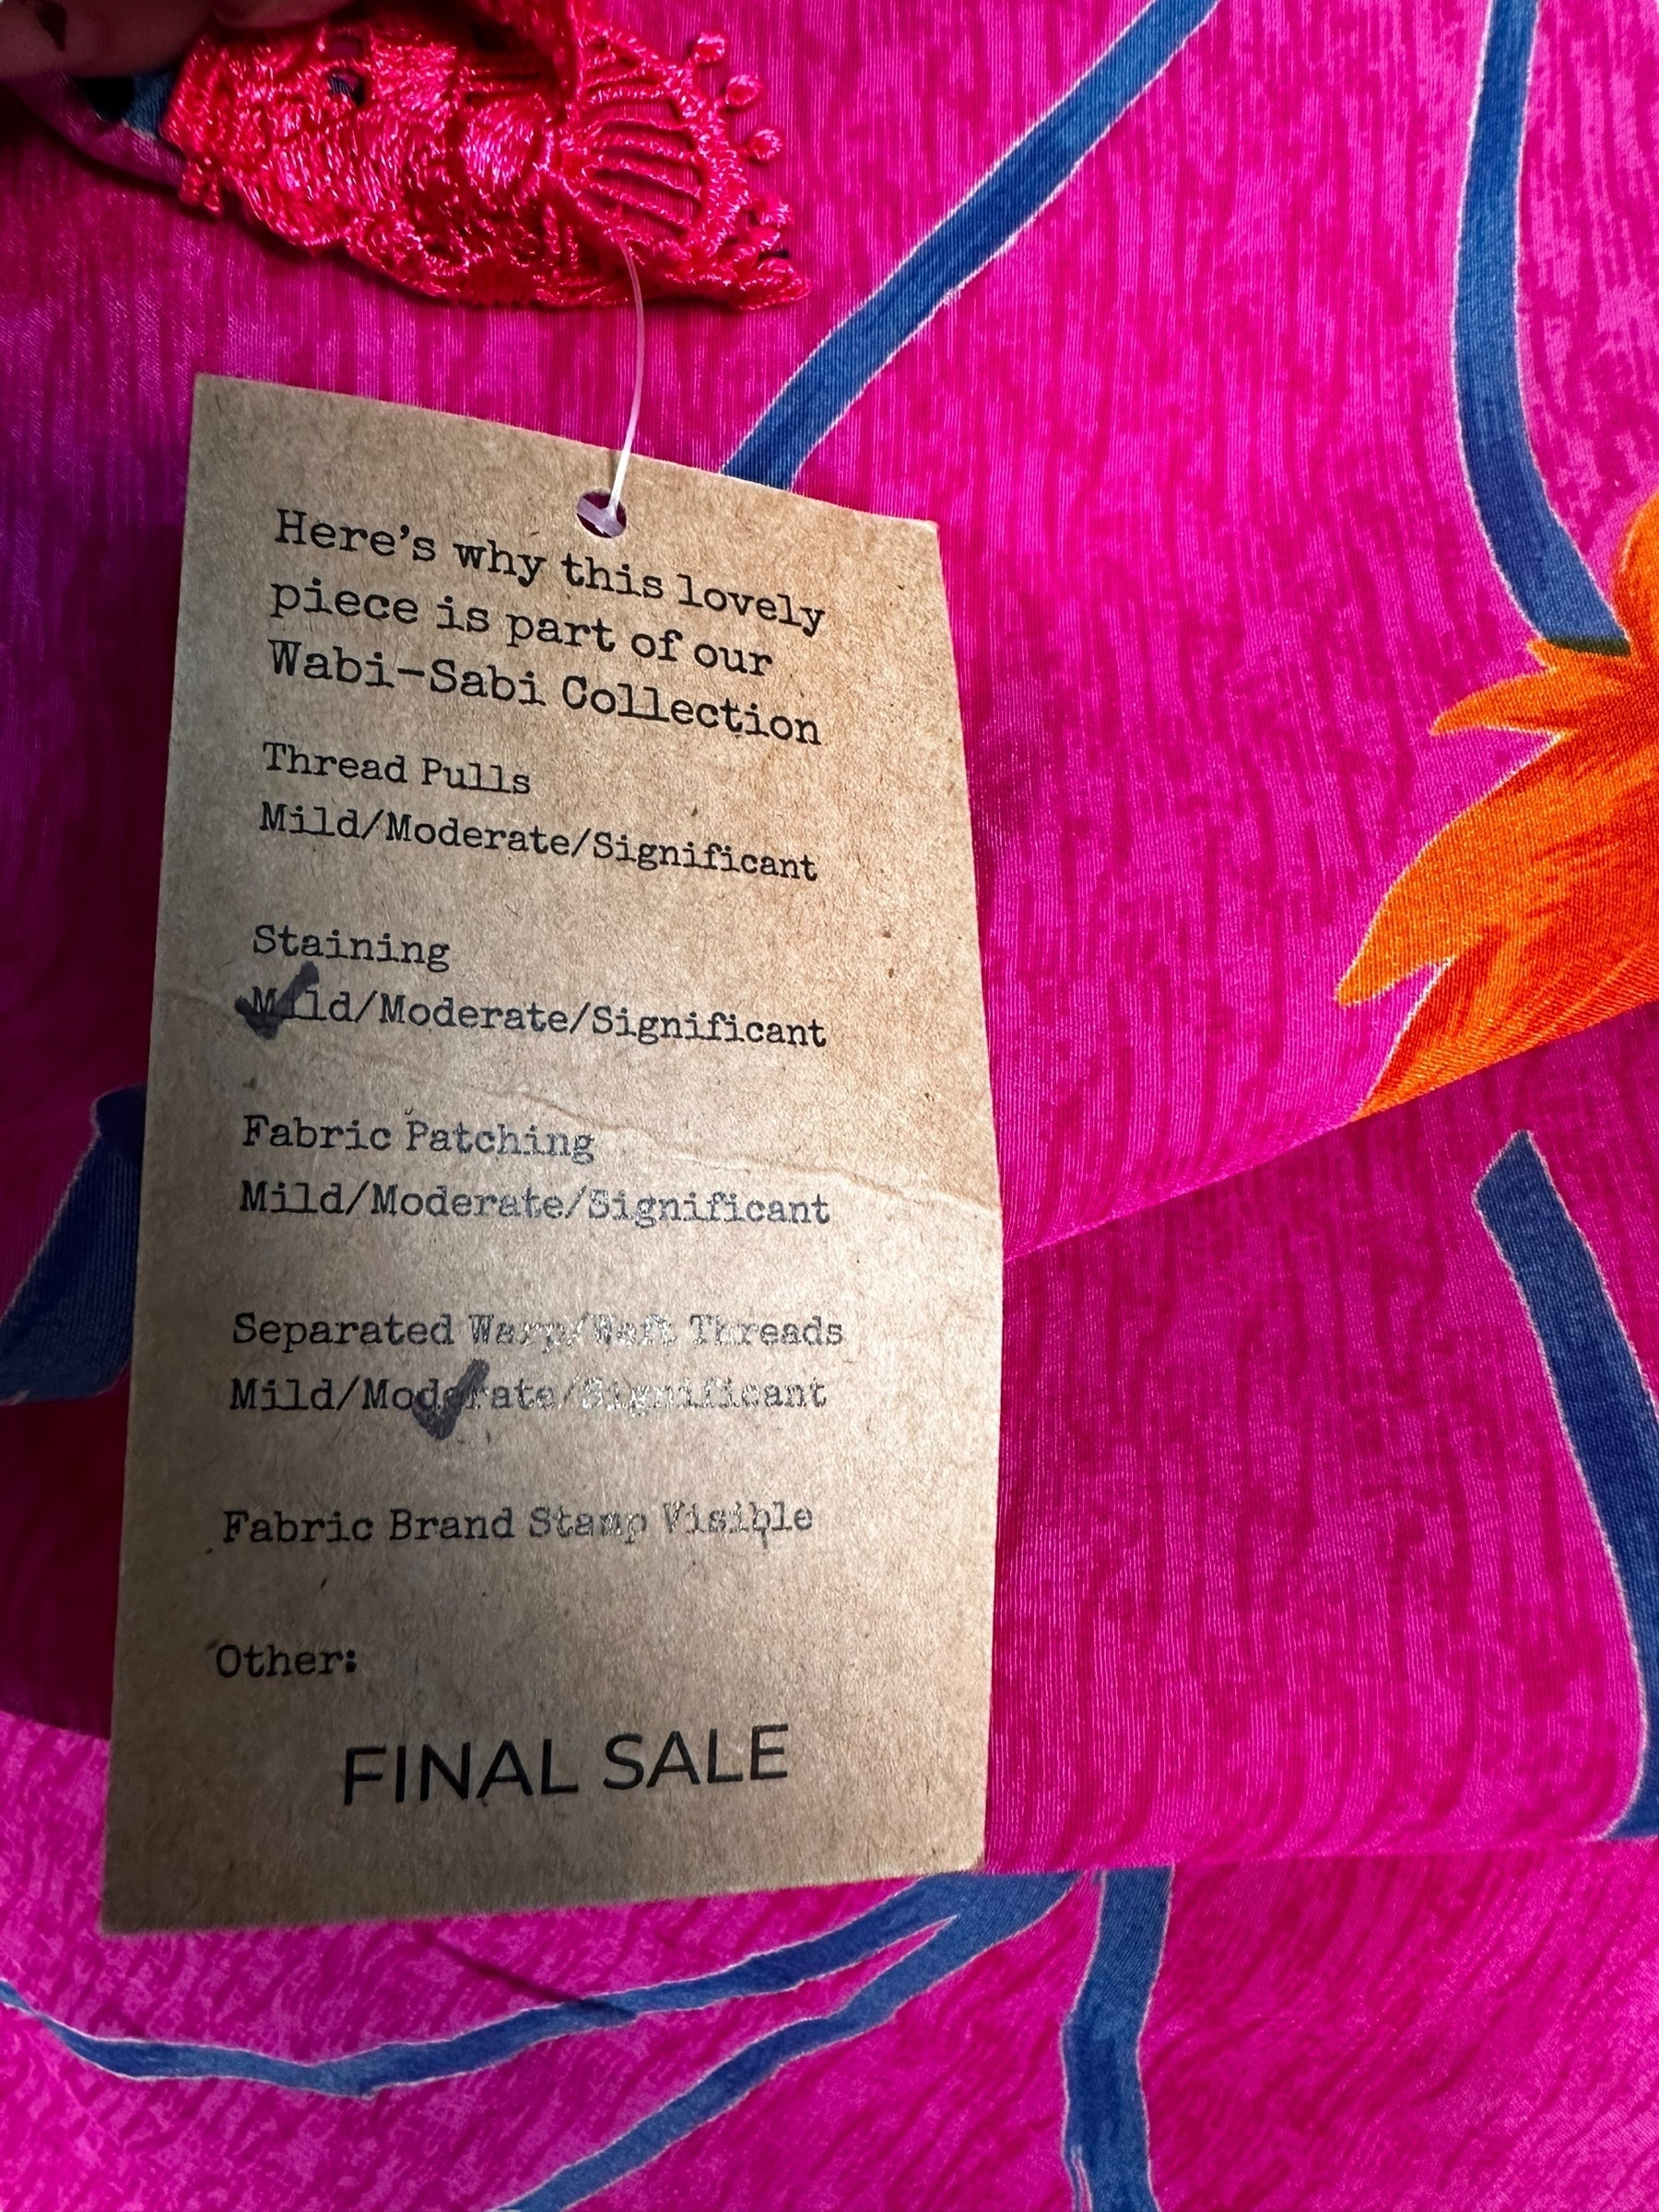 Here's why this lovely
piece is part of our
Wabi-Sabi Collection
Thread Pulls
Mild/Moderate/Significant
Staining
Mild/Moderate/Significant
Fabric Patching
Mild/Moderate/Significant
Separated Warp/Weft Threads
Mild/Moderate/Significant
Fabric Brand Stamp Visible
Other:
FINAL SALE